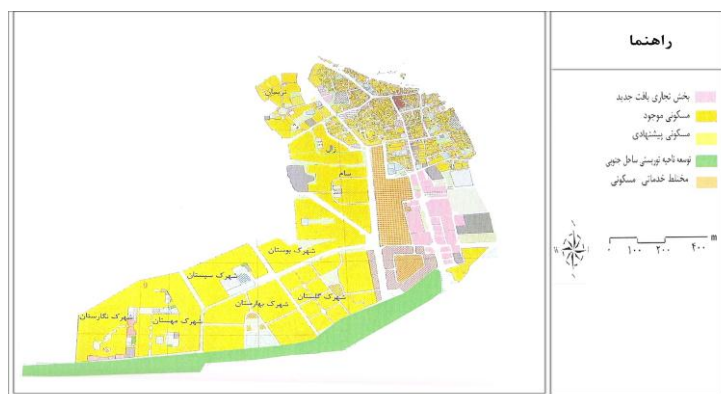 راهنما
بخش تجاری بافت جدید
مسکونی موجود
مسکونی پیشنهادی
توسعه ناحیه توریستی ساحل جنوبی
مختلط خدماتی مسکونی
۰ ۱۰۰ ۲۰۰ ۴۰۰ m
نریمان
زال
سام
شهرک بوستان
شهرک سیستان
شهرک گلستان
شهرک بهارستان
شهرک مهستان
شهرک نگارستان